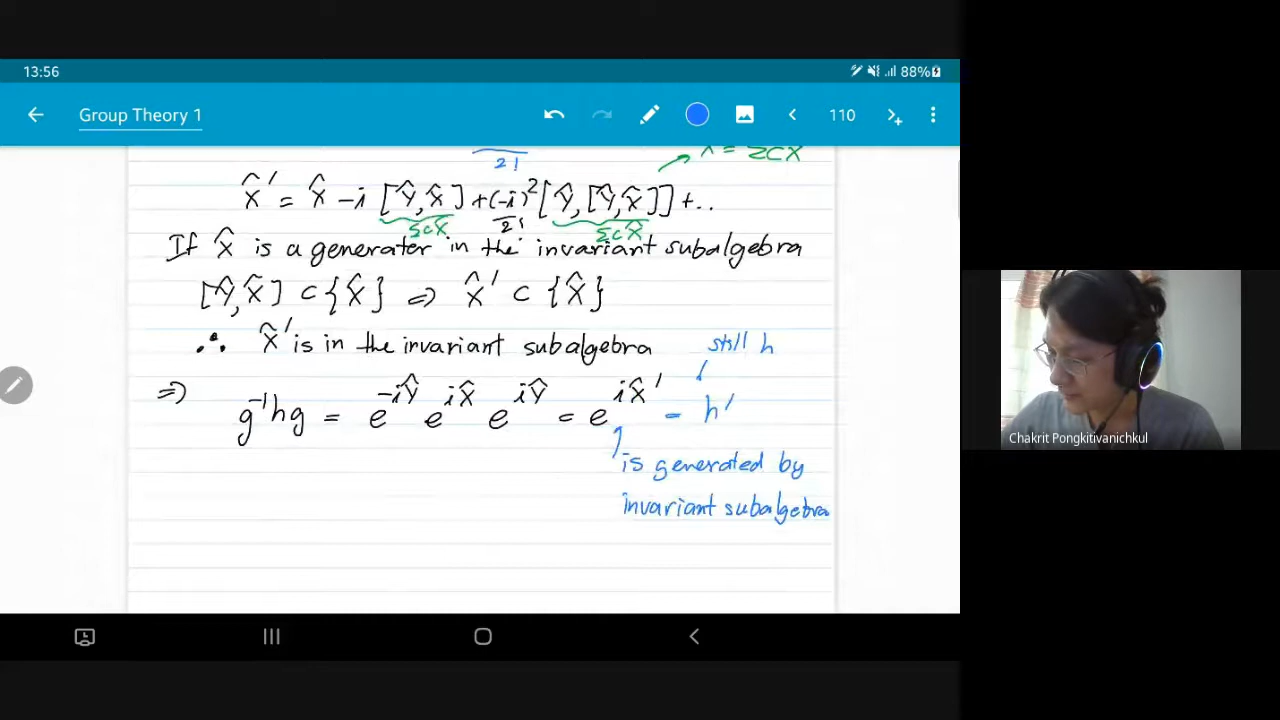 13:56
88%
Group Theory 1
110
2!
X̂ = ΣcX̂
X̂' = X̂ -i [Ŷ,X̂] + (-i)²/2! [Ŷ,[Ŷ,X̂]] + ..
ΣcX̂ ΣcX̂
If X̂ is a generater in the invariant subalgebra
[Ŷ,X̂] ⊂ {X̂} ⇒ X̂' ⊂ {X̂}
∴ X̂' is in the invariant subalgebra
still h
⇒ g⁻¹hg = e^{-iŶ} e^{iX̂} e^{iŶ} = e^{iX̂'} = h'
is generated by
invariant subalgebra
Chakrit Pongkitivanichkul